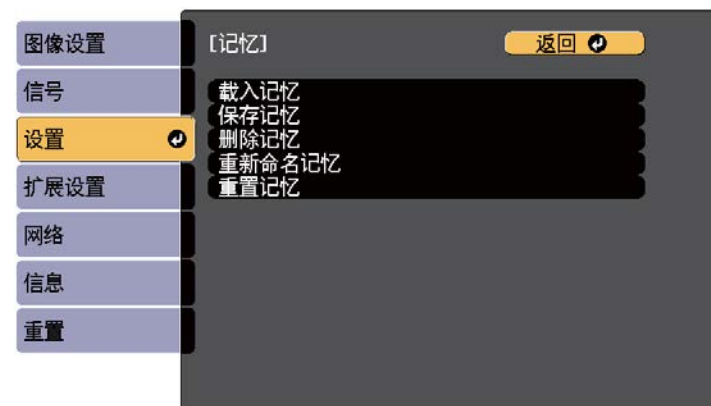 图像设置
信号
设置
扩展设置
网络
信息
重置
[记忆]
返回
载入记忆
保存记忆
删除记忆
重新命名记忆
重置记忆